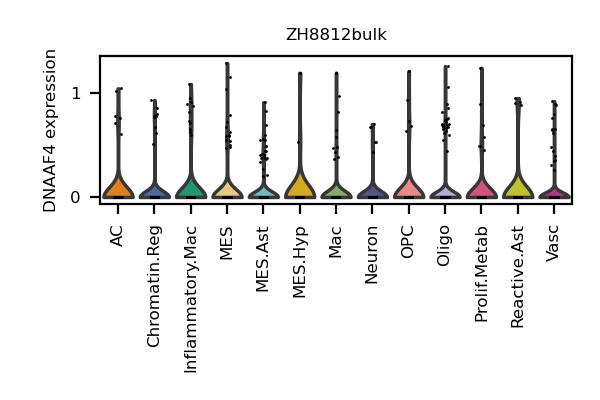 ZH8812bulk
DNAAF4 expression
1
0
AC
Chromatin.Reg
Inflammatory.Mac
MES
MES.Ast
MES.Hyp
Mac
Neuron
OPC
Oligo
Prolif.Metab
Reactive.Ast
Vasc